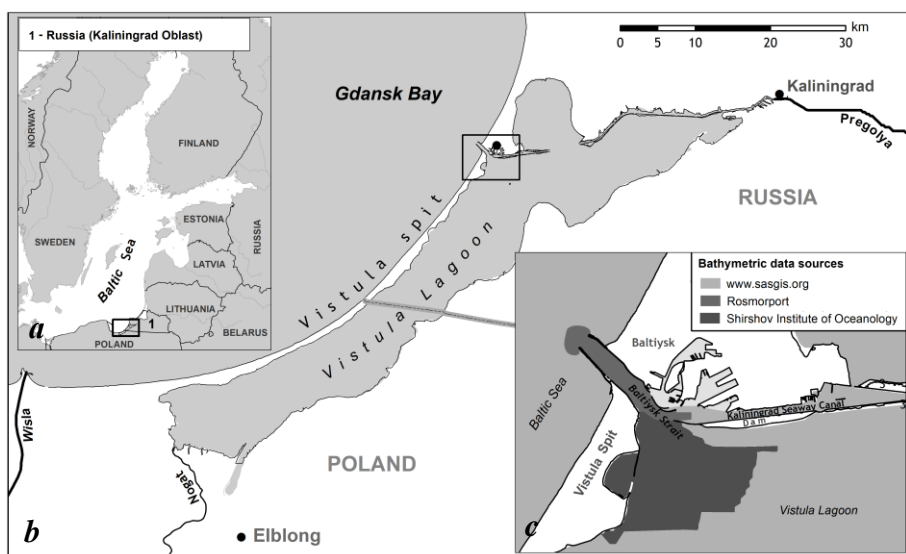 1 - Russia (Kaliningrad Oblast)
NORWAY
FINLAND
SWEDEN
ESTONIA
RUSSIA
LATVIA
LITHUANIA
BELARUS
POLAND
Baltic Sea
1
a
km
0 5 10 20 30
Gdansk Bay
Kaliningrad
Pregolya
RUSSIA
Vistula spit
Vistula Lagoon
Wisla
Nogat
POLAND
Elblong
b
Bathymetric data sources
www.sasgis.org
Rosmorport
Shirshov Institute of Oceanology
Baltiysk
Baltic Sea
Baltiysk Strait
Kaliningrad Seaway Canal
Dam
Vistula Spit
Vistula Lagoon
c